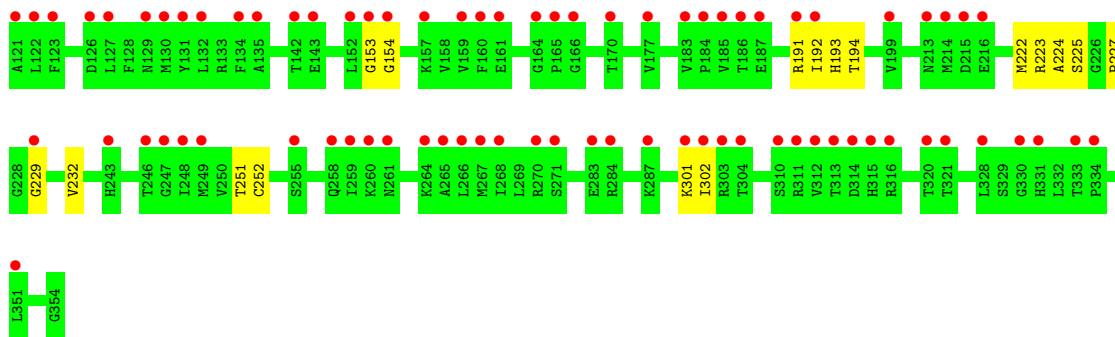 A121 L122 F123 D126 L127 F128 N129 M130 Y131 L132 R133 F134 A135 T142 E143 L152 G153 G154 K157 V158 V159 F160 E161 G164 P165 G166 T170 V177 V183 P184 V185 T186 E187 R191 I192 H193 T194 V199 N213 M214 D215 E216 M222 R223 A224 S225 G226
G228 G229 V232 H243 T246 G247 I248 M249 V250 T251 C252 S255 Q258 I259 K260 N261 K264 A265 L266 M267 I268 L269 R270 S271 E283 R284 K287 K301 I302 R303 T304 S310 R311 V312 T313 D314 H315 R316 T320 T321 L328 S329 G330 H331 L332 T333 P334
L351 G354